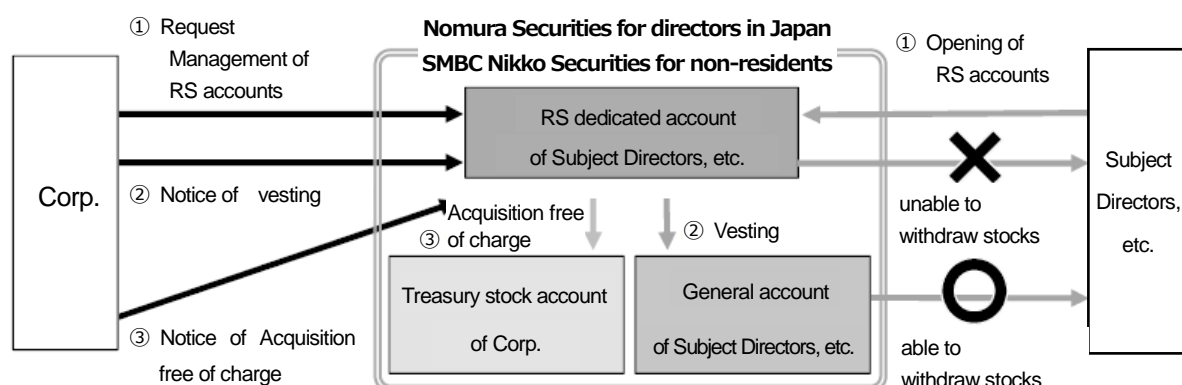 ① Request
Management of
RS accounts
Nomura Securities for directors in Japan
SMBC Nikko Securities for non-residents
① Opening of
RS accounts
RS dedicated account
of Subject Directors, etc.
Corp.
② Notice of vesting
Subject
Directors,
etc.
unable to
withdraw stocks
Acquisition free
③ of charge
② Vesting
Treasury stock account
of Corp.
General account
of Subject Directors, etc.
③ Notice of Acquisition
free of charge
able to
withdraw stocks